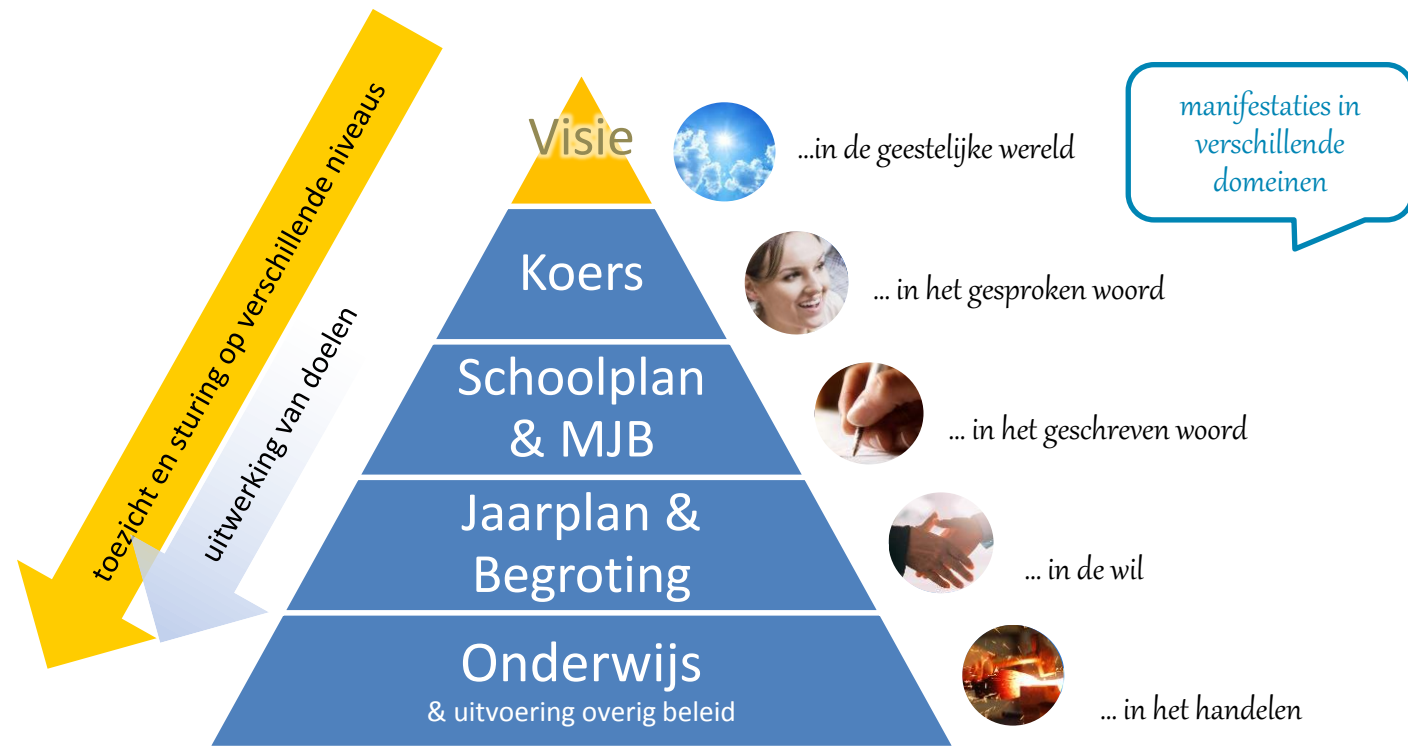 toezicht en sturing op verschillende niveaus
uitwerking van doelen
Visie
...in de geestelijke wereld
manifestaties in
verschillende
domeinen
Koers
... in het gesproken woord
Schoolplan
& MJB
... in het geschreven woord
Jaarplan &
Begroting
... in de wil
Onderwijs
& uitvoering overig beleid
... in het handelen